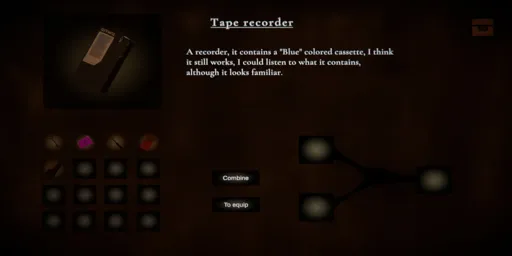 Tape recorder
A recorder, it contains a "Blue" colored cassette, I think
it still works, I could listen to what it contains,
although it looks familiar.
Combine
To equip